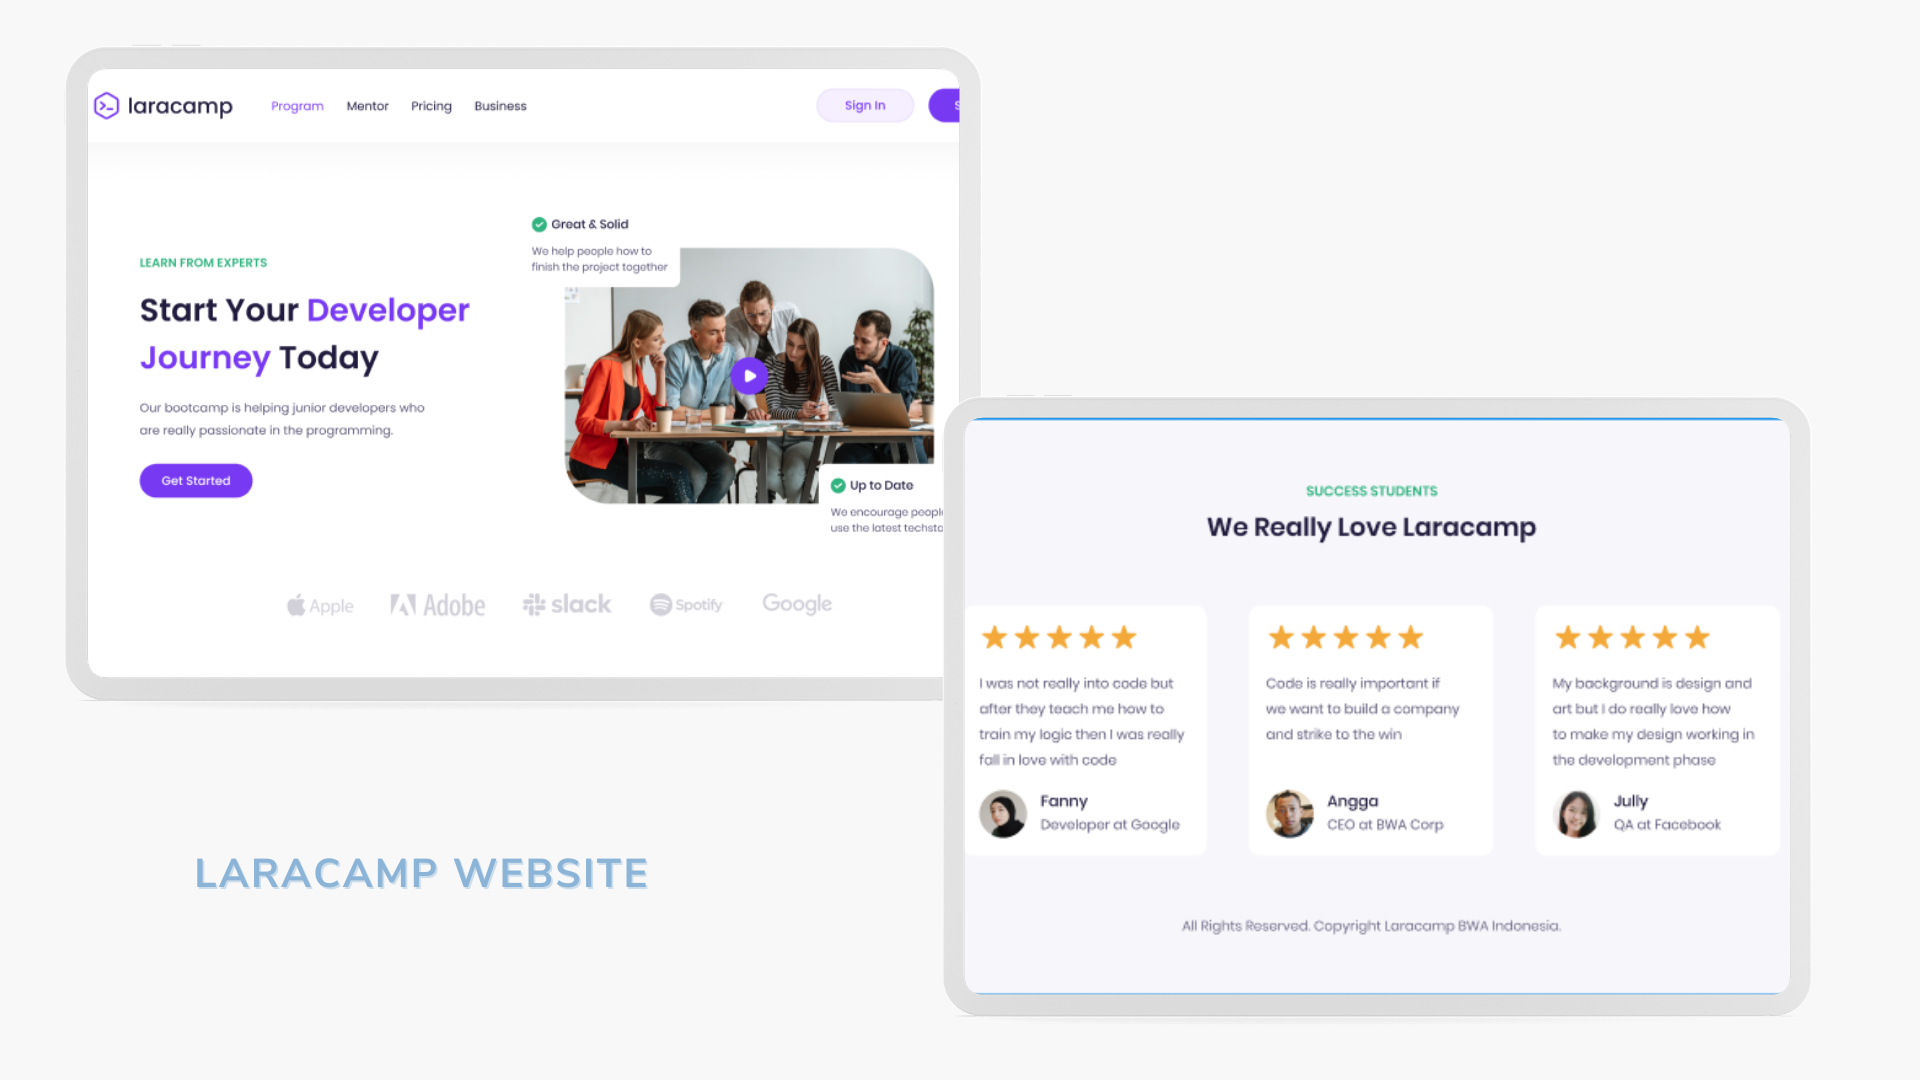 laracamp
Program Mentor Pricing Business
Sign In
Great & Solid
We help people how to
finish the project together
LEARN FROM EXPERTS
Start Your Developer
Journey Today
Our bootcamp is helping junior developers who
are really passionate in the programming.
Get Started
Up to Date
We encourage
use the latest
Apple Adobe slack Spotify Google
SUCCESS STUDENTS
We Really Love Laracamp
I was not really into code but
after they teach me how to
train my logic then I was really
fall in love with code
Fanny
Developer at Google
Code is really important if
we want to build a company
and strike to the win
Angga
CEO at BWA Corp
My background is design and
art but I do really love how
to make my design working in
the development phase
Jully
QA at Facebook
All Rights Reserved. Copyright Laracamp BWA Indonesia.
LARACAMP WEBSITE